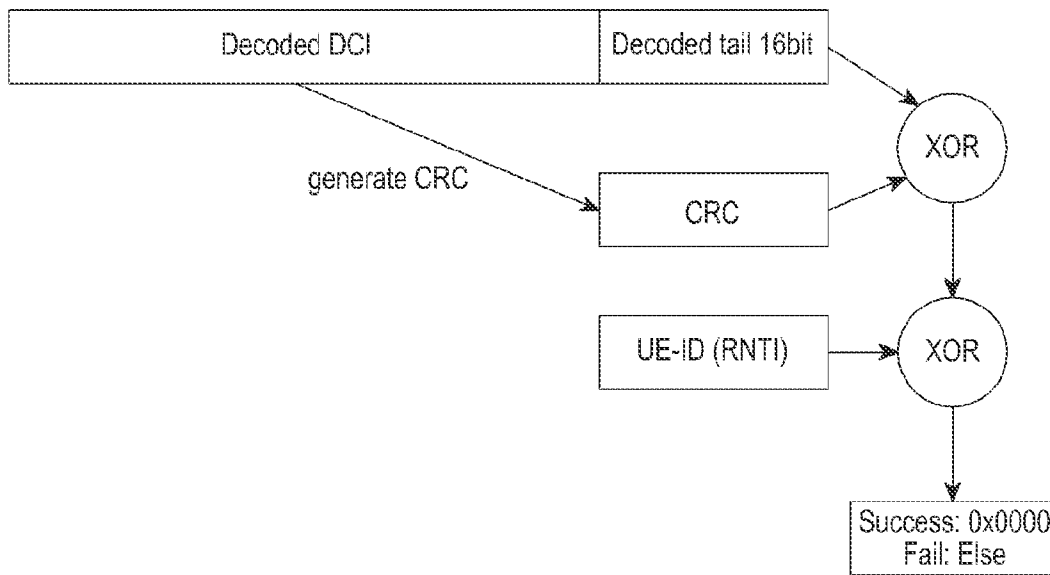 Decoded DCI
Decoded tail 16bit
XOR
generate CRC
CRC
UE-ID (RNTI)
XOR
Success: 0x0000
Fail: Else